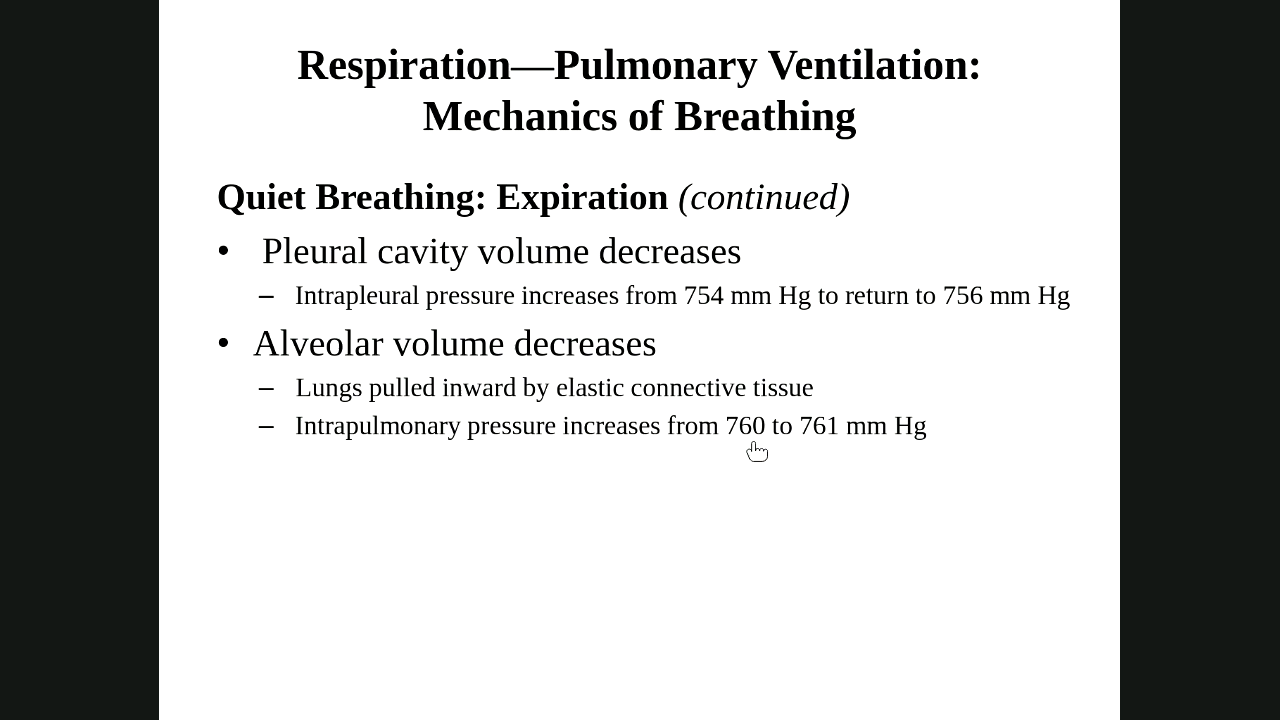 Respiration—Pulmonary Ventilation:
Mechanics of Breathing
Quiet Breathing: Expiration (continued)
• Pleural cavity volume decreases
– Intrapleural pressure increases from 754 mm Hg to return to 756 mm Hg
• Alveolar volume decreases
– Lungs pulled inward by elastic connective tissue
– Intrapulmonary pressure increases from 760 to 761 mm Hg